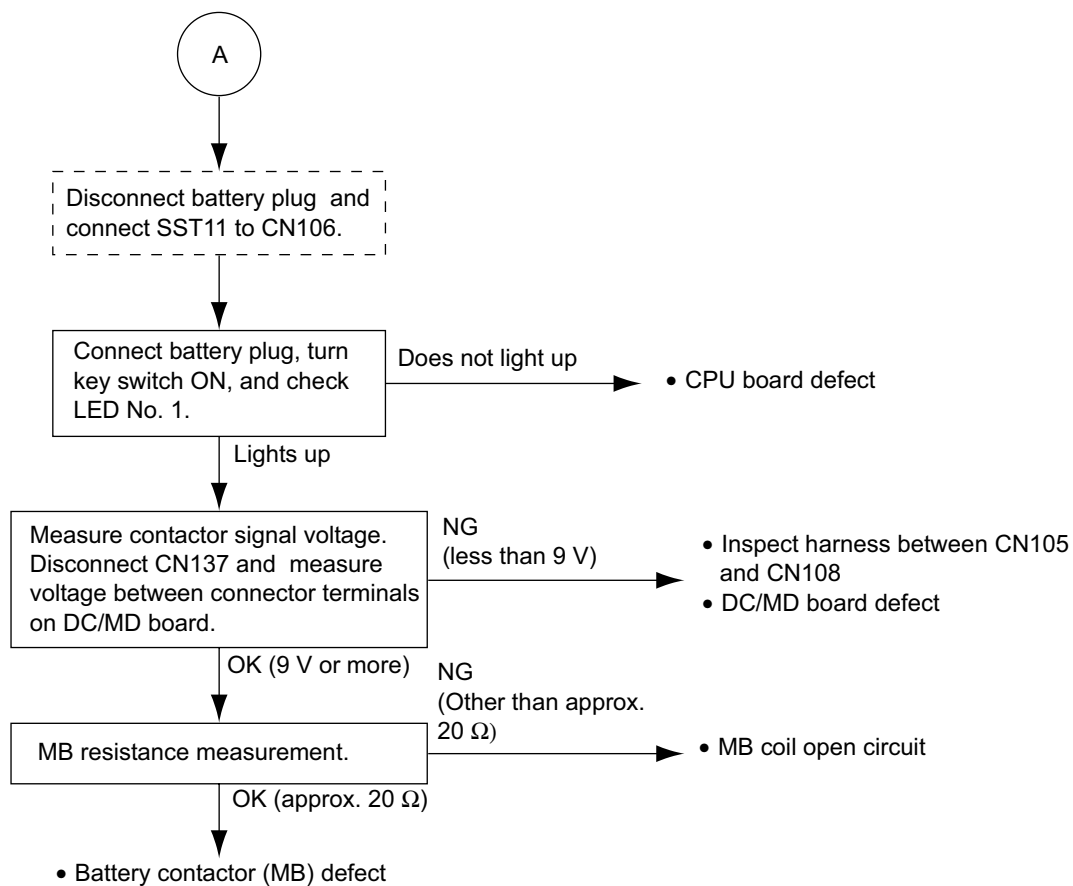 A
Disconnect battery plug and
connect SST11 to CN106.
Connect battery plug, turn
key switch ON, and check
LED No. 1.
Does not light up
• CPU board defect
Lights up
Measure contactor signal voltage.
Disconnect CN137 and measure
voltage between connector terminals
on DC/MD board.
NG
(less than 9 V)
• Inspect harness between CN105
and CN108
• DC/MD board defect
OK (9 V or more)
NG
(Other than approx.
20 Ω)
MB resistance measurement.
• MB coil open circuit
OK (approx. 20 Ω)
• Battery contactor (MB) defect